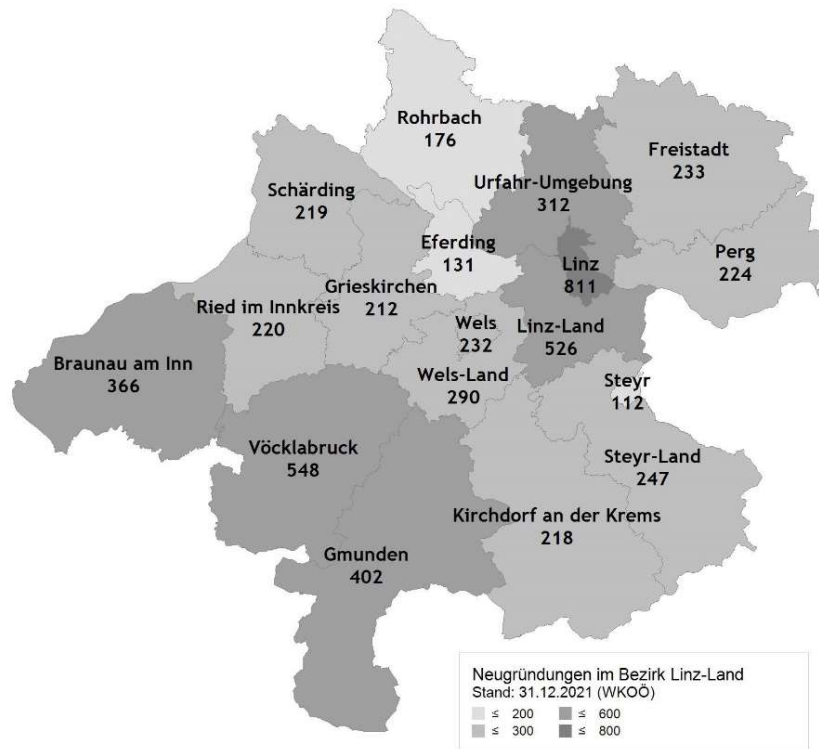 Rohrbach
176
Freistadt
233
Schärding
219
Urfahr-Umgebung
312
Eferding
131
Linz
811
Perg
224
Grieskirchen
212
Ried im Innkreis
220
Wels
232
Linz-Land
526
Braunau am Inn
366
Wels-Land
290
Steyr
112
Vöcklabruck
548
Steyr-Land
247
Kirchdorf an der Krems
218
Gmunden
402
Neugründungen im Bezirk Linz-Land
Stand: 31.12.2021 (WKOÖ)
≤ 200 ≤ 600
≤ 300 ≤ 800